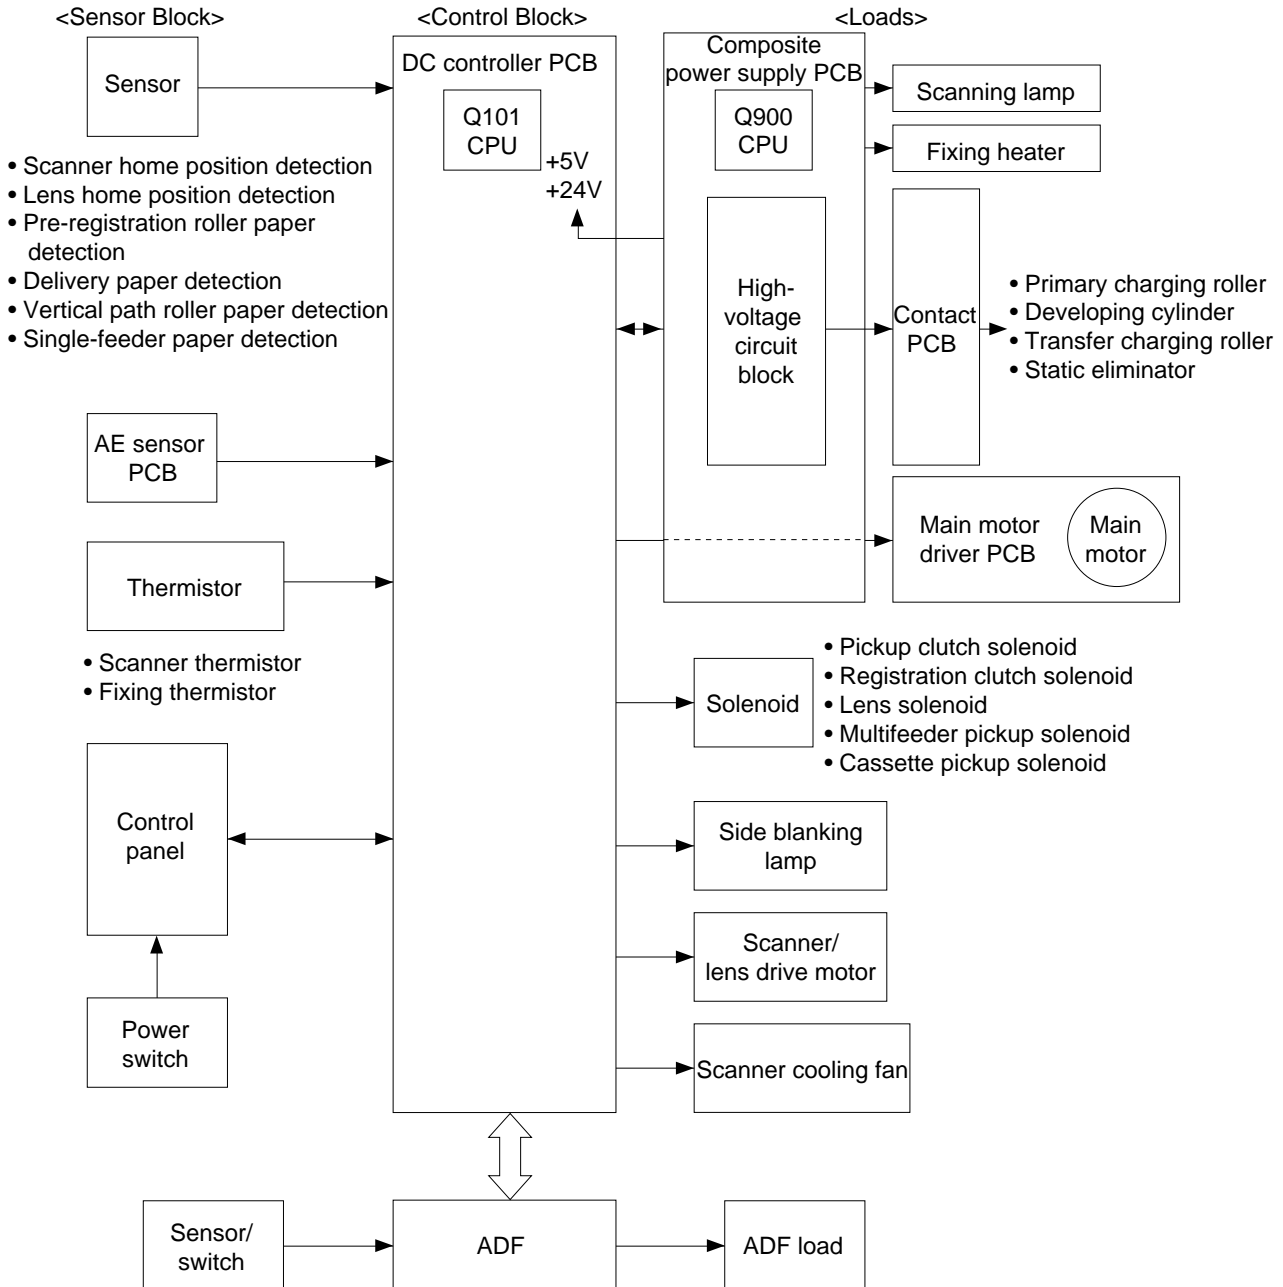 <Sensor Block>
<Control Block>
<Loads>
Sensor
• Scanner home position detection
• Lens home position detection
• Pre-registration roller paper
detection
• Delivery paper detection
• Vertical path roller paper detection
• Single-feeder paper detection
AE sensor
PCB
Thermistor
• Scanner thermistor
• Fixing thermistor
Control
panel
Power
switch
DC controller PCB
Q101
CPU
+5V
+24V
Composite
power supply PCB
Q900
CPU
High-
voltage
circuit
block
Scanning lamp
Fixing heater
Contact
PCB
• Primary charging roller
• Developing cylinder
• Transfer charging roller
• Static eliminator
Main motor
driver PCB
Main
motor
Solenoid
• Pickup clutch solenoid
• Registration clutch solenoid
• Lens solenoid
• Multifeeder pickup solenoid
• Cassette pickup solenoid
Side blanking
lamp
Scanner/
lens drive motor
Scanner cooling fan
Sensor/
switch
ADF
ADF load